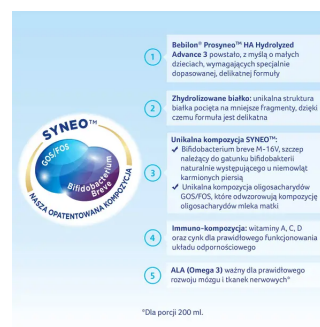 SYNEO™
GOS/FOS
Bifidobacterium
Breve
NASZA OPATENTOWANA KOMPOZYCJA
1
Bebilon® Prosyneo™ HA Hydrolyzed
Advance 3 powstało, z myślą o małych
dzieciach, wymagających specjalnie
dopasowanej, delikatnej formuły
2
Zhydrolizowane białko: unikalna struktura
białka pociętа na mniejsze fragmenty, dzięki
czemu formuła jest delikatna
3
Unikalna kompozycja SYNEO™:
✔ Bifidobacterium breve M-16V, szczep
należący do gatunku bifidobakterii
naturalnie występującego u niemowląt
karmionych piersią
✔ Unikalna kompozycja oligosacharydów
GOS/FOS, które odwzorowują kompozycję
oligosacharydów mleka matki
4
Immuno-kompozycja: witaminy A, C, D
oraz cynk dla prawidłowego funkcjonowania
układu odpornościowego
5
ALA (Omega 3) ważny dla prawidłowego
rozwoju mózgu i tkanek nerwowych*
*Dla porcji 200 ml.